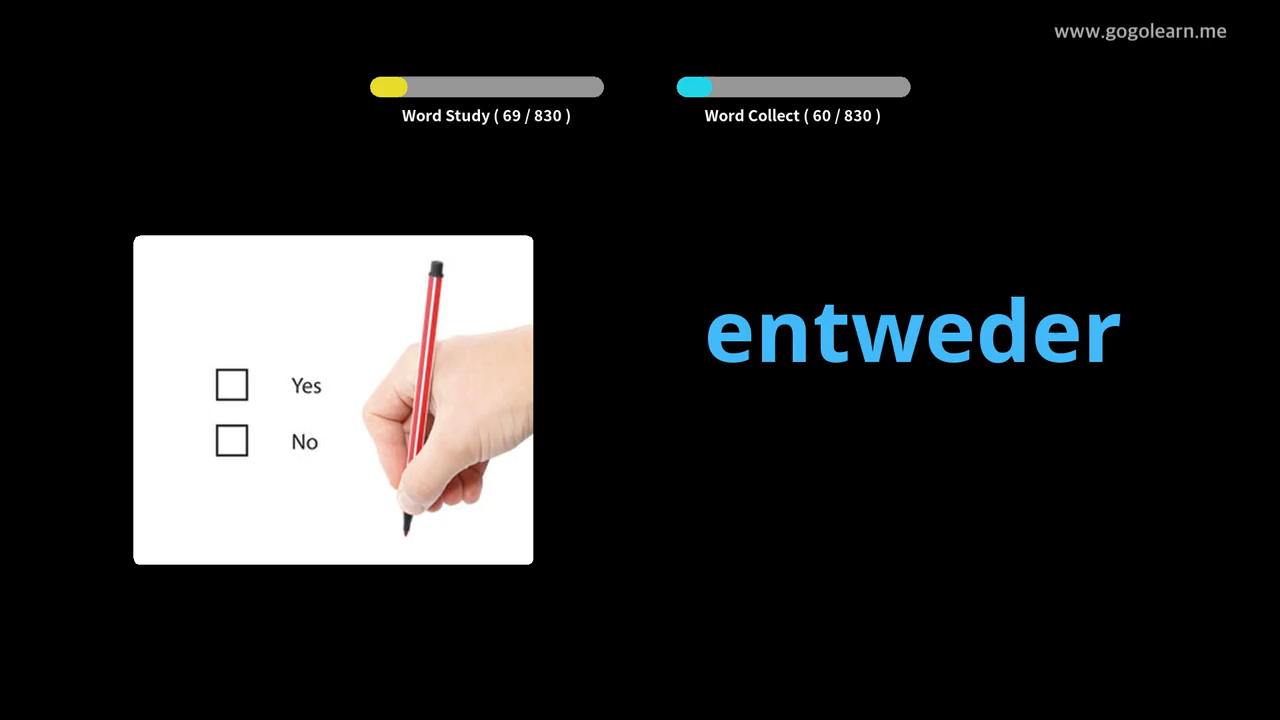 www.gogolearn.me
Word Study ( 69 / 830 )
Word Collect ( 60 / 830 )
entweder
Yes
No